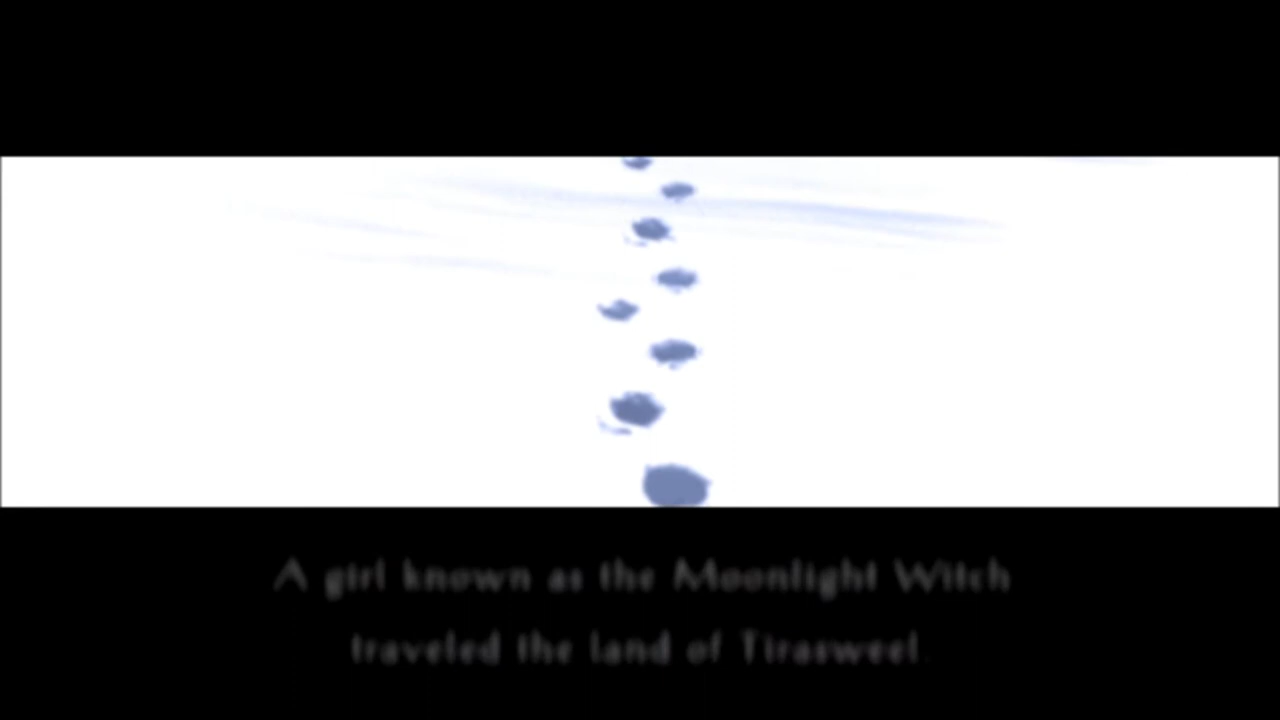 A girl known as the Moonlight Witch
traveled the land of Tirasweel.